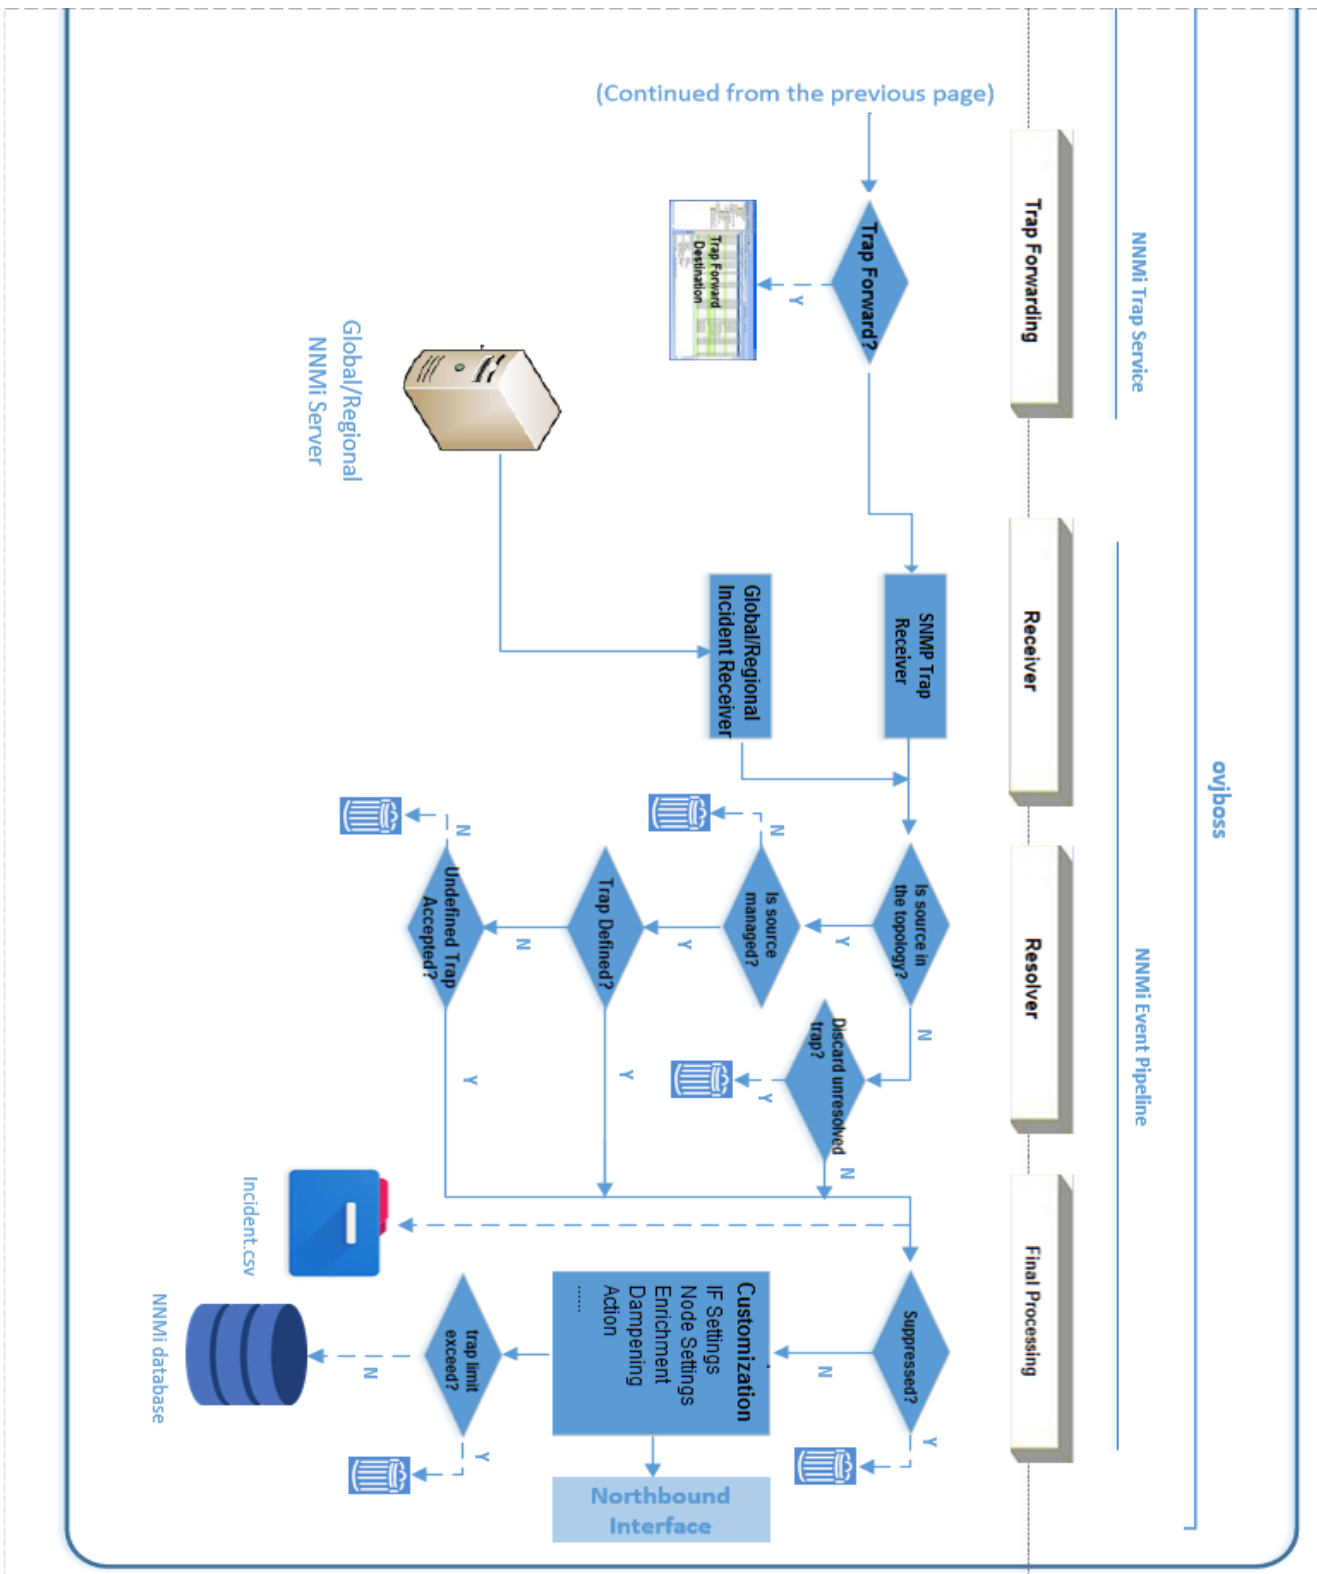 (Continued from the previous page)
ovjboss
NNMi Trap Service
NNMi Event Pipeline
Trap Forwarding
Receiver
Resolver
Final Processing
Trap Forward?
Y
Trap Forward
Destination
Global/Regional
NNMi Server
SNMP Trap
Receiver
Global/Regional
Incident Receiver
Is source in
the topology?
Y
N
Is source
managed?
N
Y
Discard unresolved
trap?
Y
N
Trap Defined?
N
Y
Undefined Trap
Accepted?
N
Y
Incident.csv
Suppressed?
Y
N
Customization
IF Settings
Node Settings
Enrichment
Dampening
Action
......
Northbound
Interface
trap limit
exceed?
Y
N
NNMi database